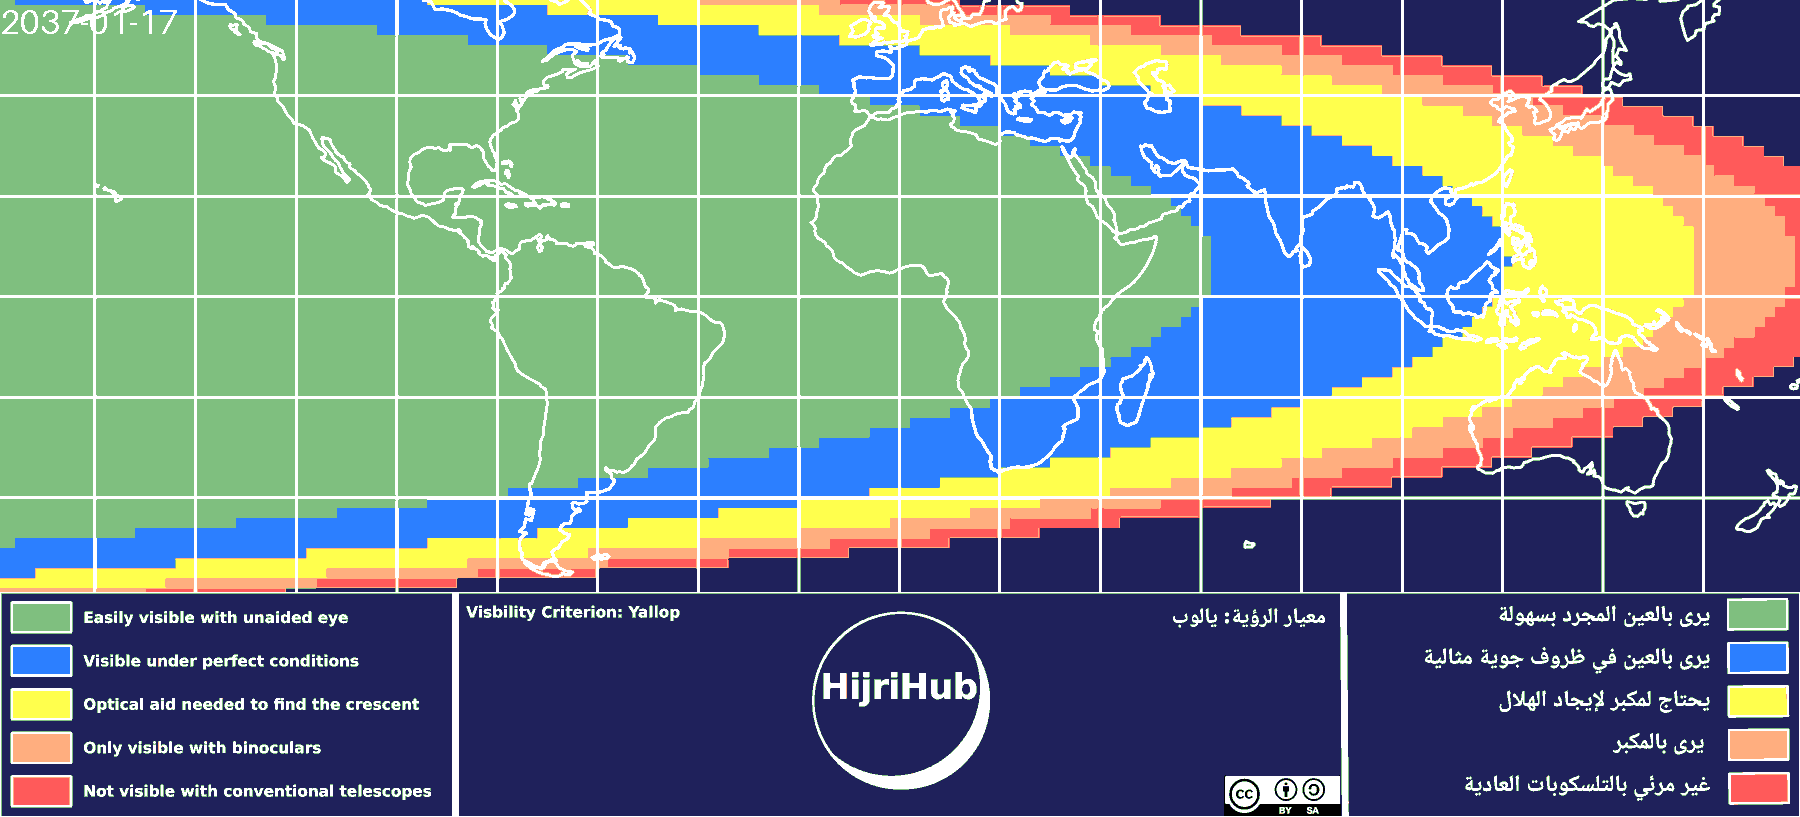 2037-01-17
Easily visible with unaided eye
Visible under perfect conditions
Optical aid needed to find the crescent
Only visible with binoculars
Not visible with conventional telescopes
Visbility Criterion: Yallop
معيار الرؤية: يالوب
HijriHub
cc
BY SA
يرى بالعين المجرد بسهولة
يرى بالعين في ظروف جوية مثالية
يحتاج لمكبر لإيجاد الهلال
يرى بالمكبر
غير مرئي بالتلسكوبات العادية